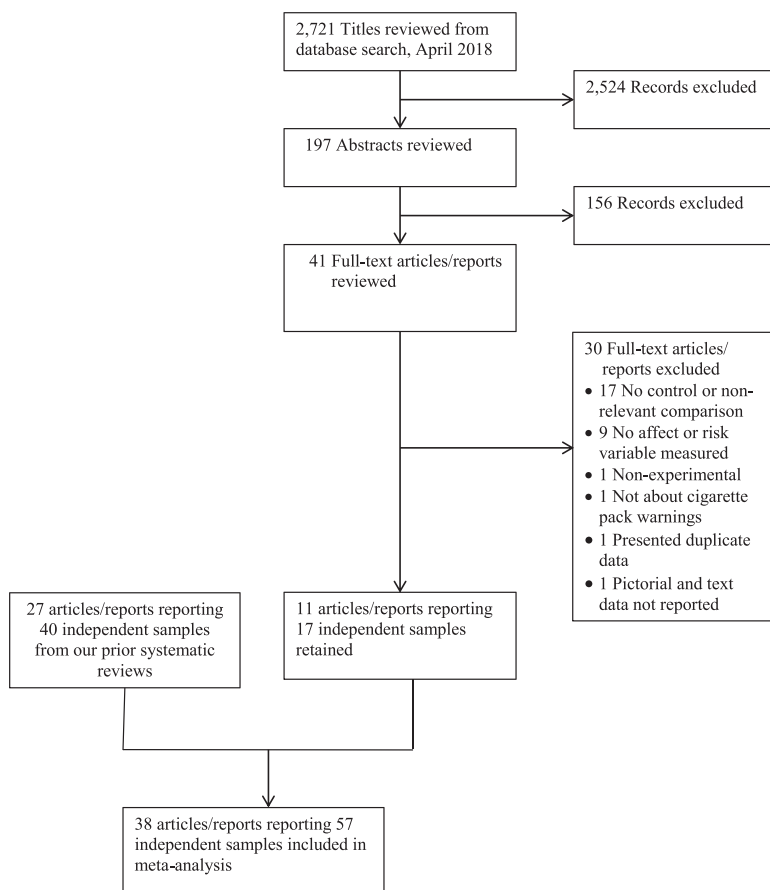 2,721 Titles reviewed from
database search, April 2018
2,524 Records excluded
197 Abstracts reviewed
156 Records excluded
41 Full-text articles/reports
reviewed
30 Full-text articles/
reports excluded
• 17 No control or non-
relevant comparison
• 9 No affect or risk
variable measured
• 1 Non-experimental
• 1 Not about cigarette
pack warnings
• 1 Presented duplicate
data
• 1 Pictorial and text
data not reported
27 articles/reports reporting
40 independent samples
from our prior systematic
reviews
11 articles/reports reporting
17 independent samples
retained
38 articles/reports reporting 57
independent samples included in
meta-analysis